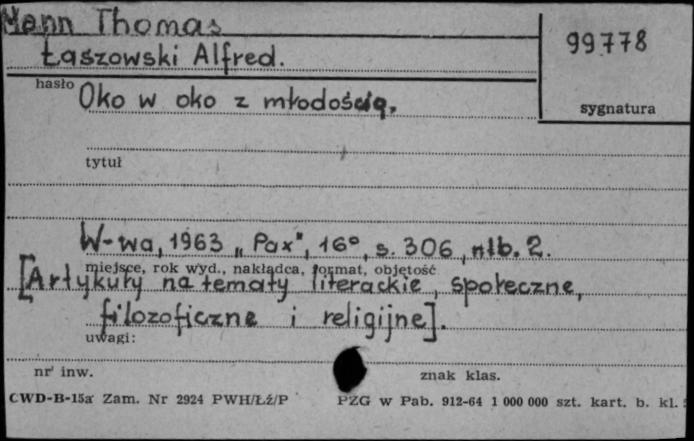 Mann Thomas
Łaszowski Alfred.
99778
hasło
Oko w oko z młodością.
sygnatura
tytuł
W-wa, 1963 „Pax", 16°, s. 306, nlb. 2.
miejsce, rok wyd., nakładca, format, objętość
[Artykuły na tematy literackie, społeczne,
filozoficzne i religijne].
uwagi:
nr inw.
znak klas.
CWD-B-15a Zam. Nr 2924 PWH/Łź/P
PZG w Pab. 912-64 1 000 000 szt. kart. b. kl.